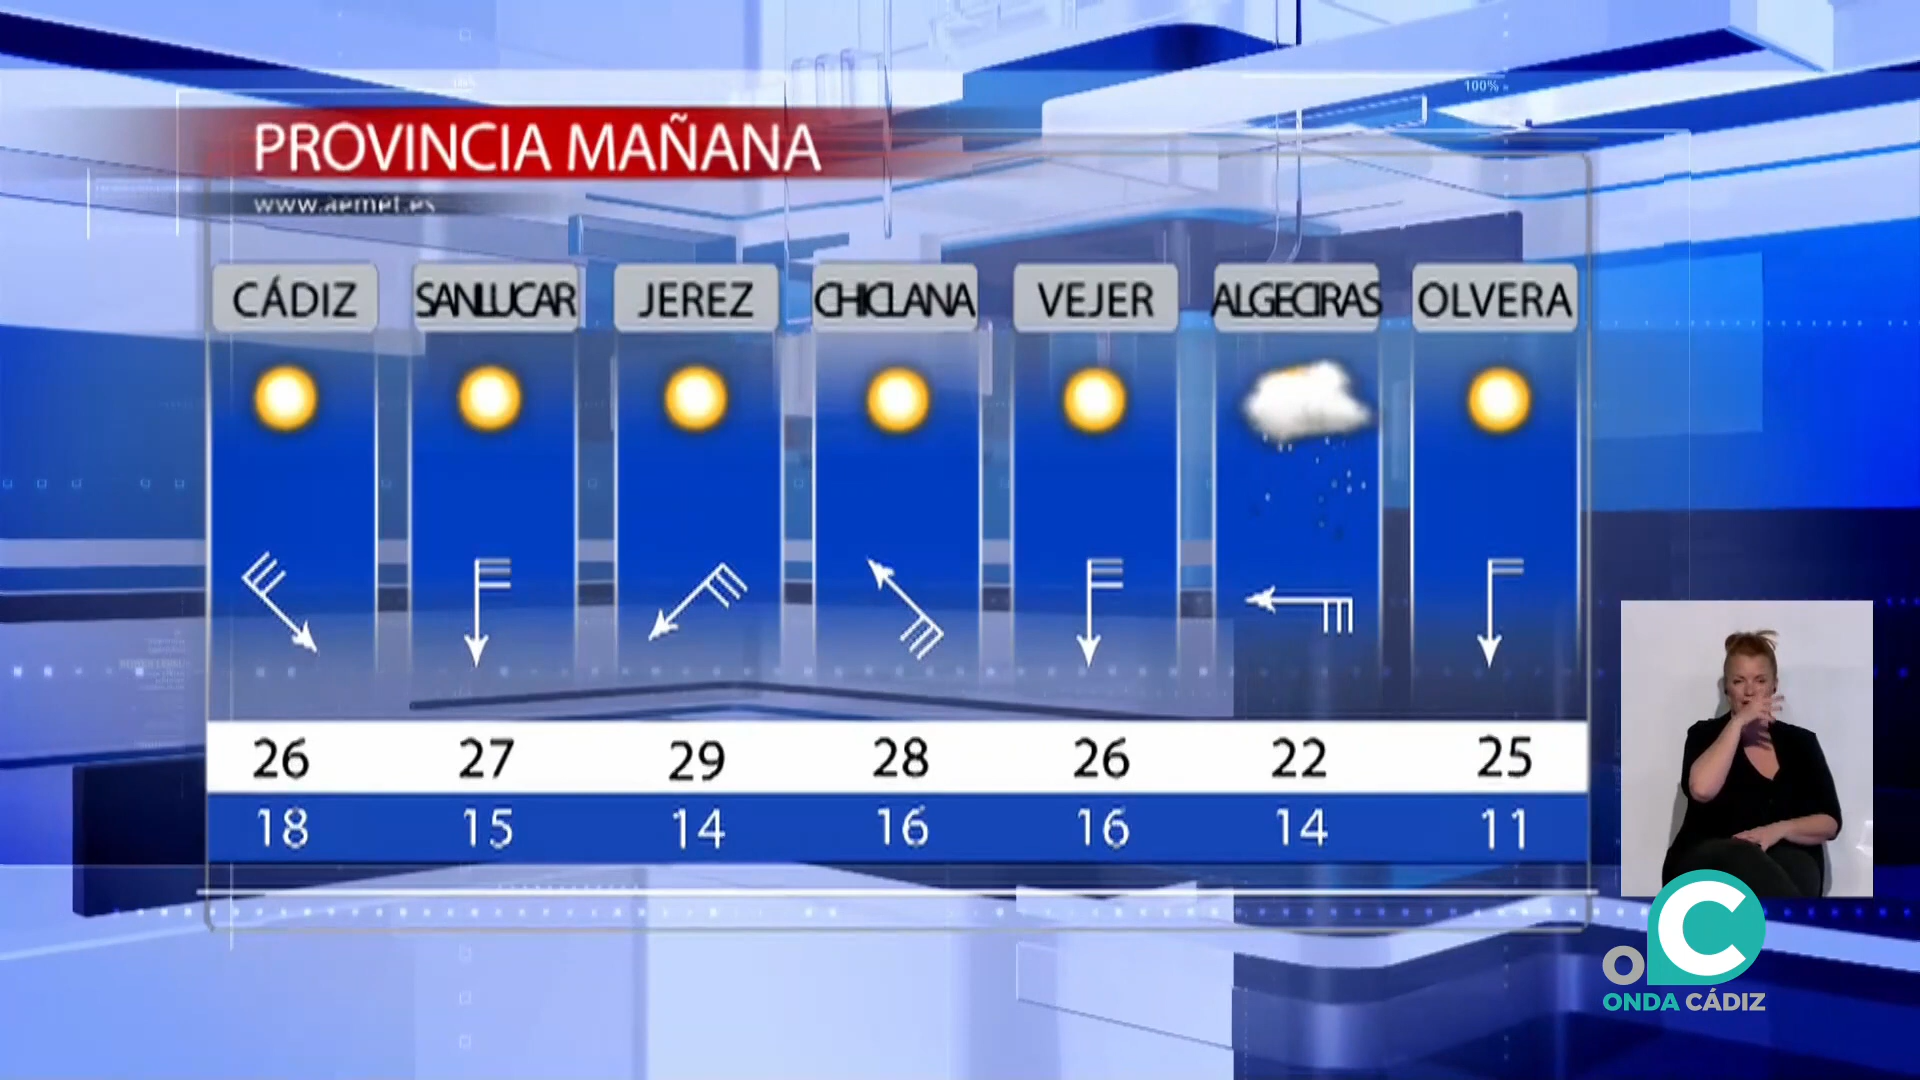 100%
PROVINCIA MAÑANA
www.aemet.es
CÁDIZ SANLUCAR JEREZ CHICLANA VEJER ALGECIRAS OLVERA
26 27 29 28 26 22 25
18 15 14 16 16 14 11
OC
ONDA CÁDIZ